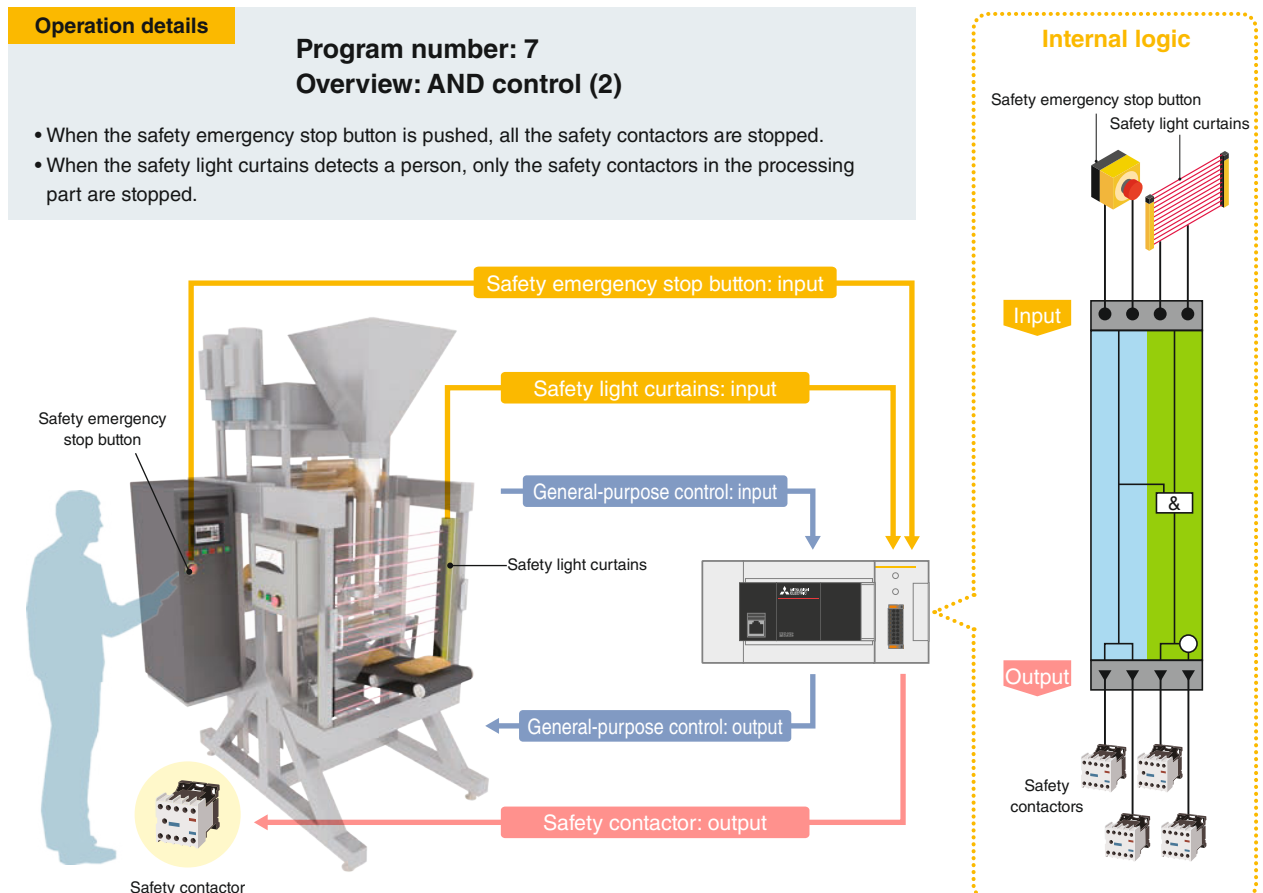 Operation details
Program number: 7
Overview: AND control (2)
• When the safety emergency stop button is pushed, all the safety contactors are stopped.
• When the safety light curtains detects a person, only the safety contactors in the processing
part are stopped.
Safety emergency stop button: input
Safety light curtains: input
Safety emergency
stop button
General-purpose control: input
Safety light curtains
MITSUBISHI
ELECTRIC
General-purpose control: output
Safety contactor: output
Safety contactor
Internal logic
Safety emergency stop button
Safety light curtains
Input
&
Output
Safety
contactors